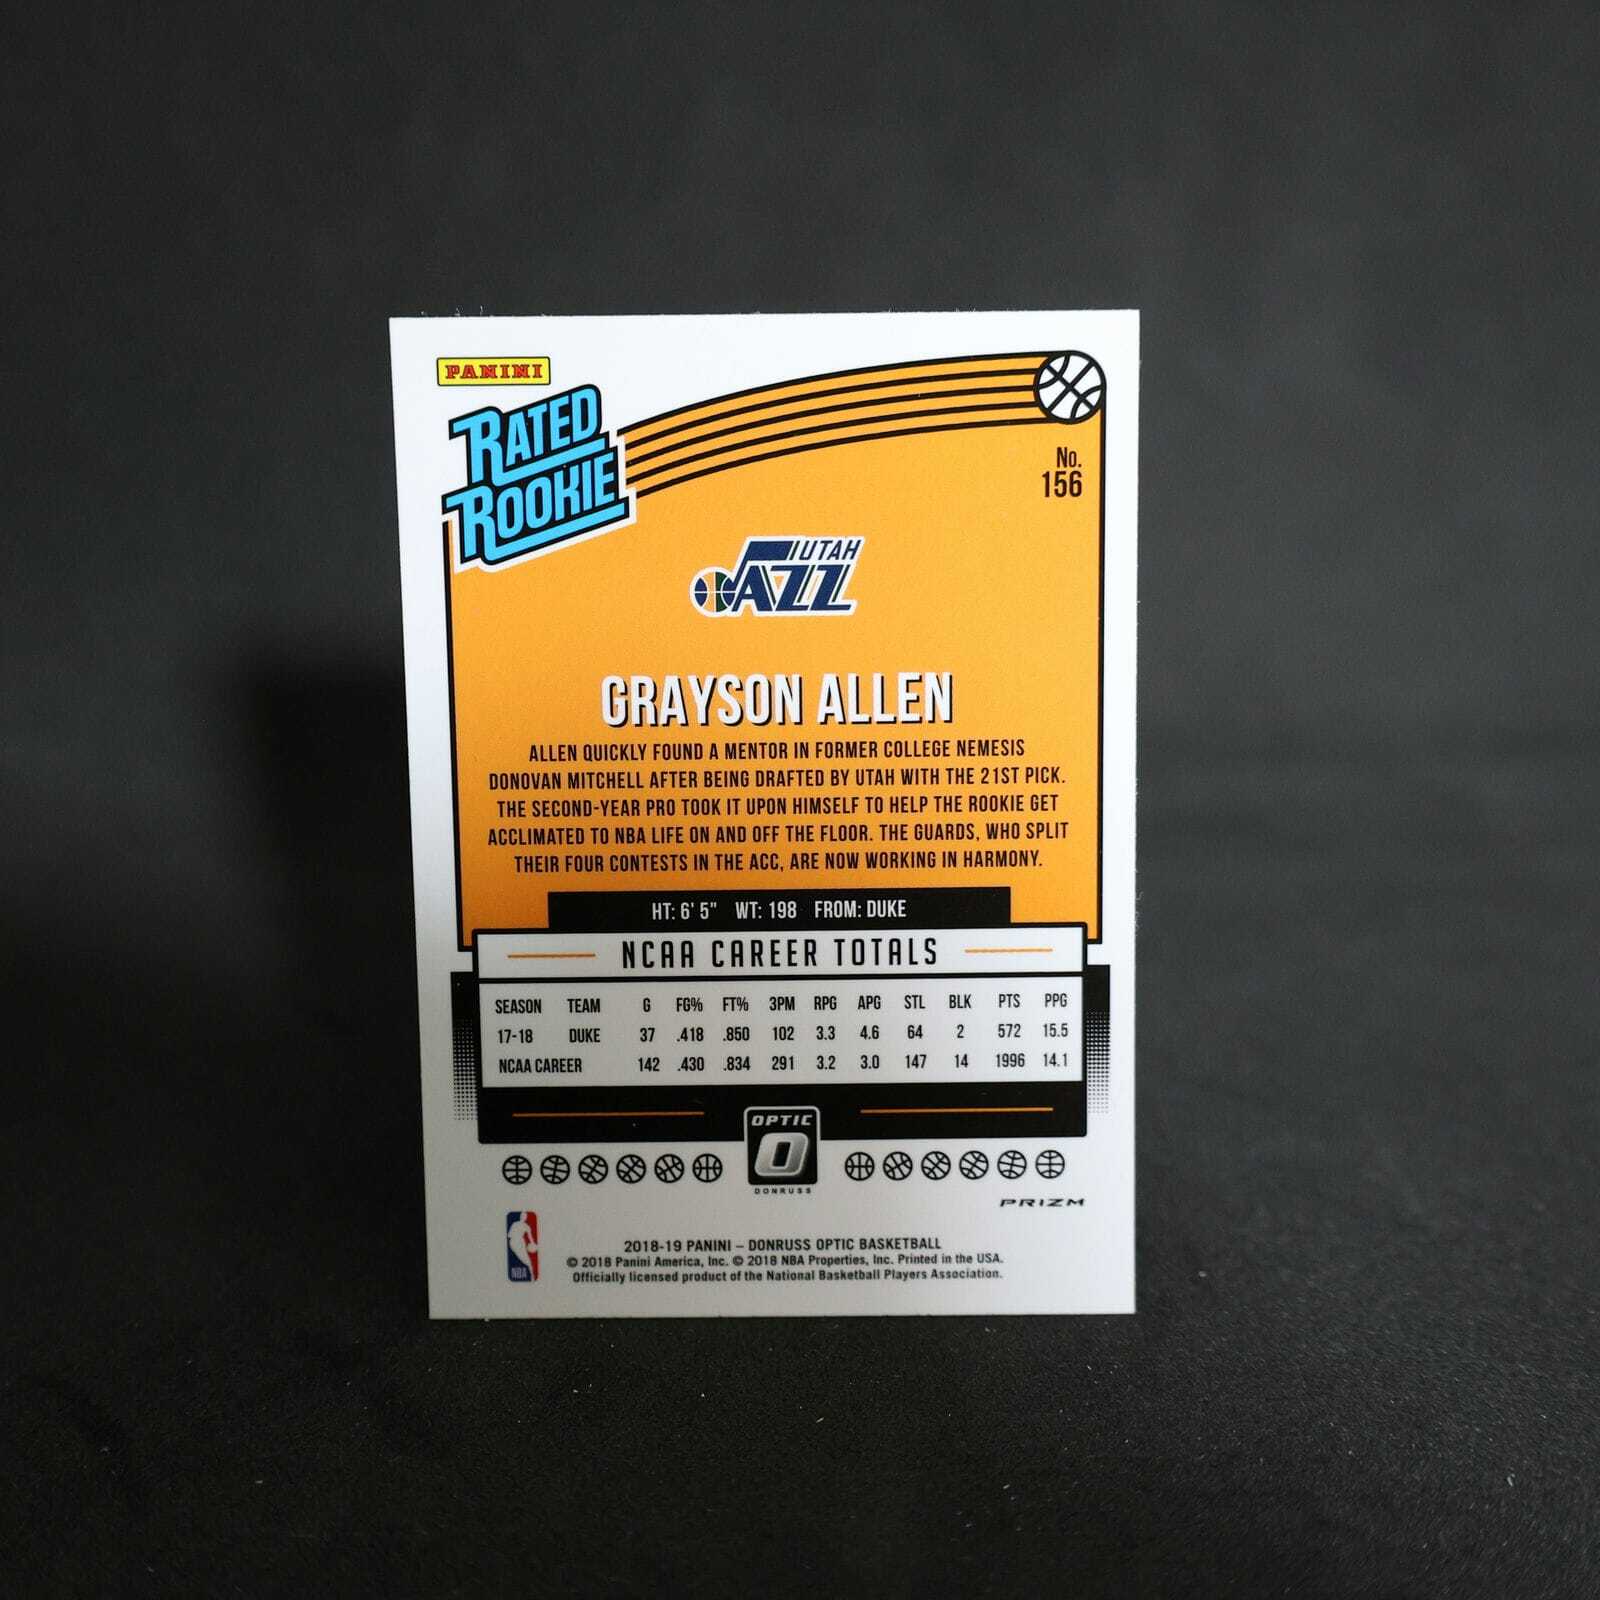 PANINI
RATED
ROOKIE
No.
156
UTAH
JAZZ
GRAYSON ALLEN
ALLEN QUICKLY FOUND A MENTOR IN FORMER COLLEGE NEMESIS
DONOVAN MITCHELL AFTER BEING DRAFTED BY UTAH WITH THE 21ST PICK.
THE SECOND-YEAR PRO TOOK IT UPON HIMSELF TO HELP THE ROOKIE GET
ACCLIMATED TO NBA LIFE ON AND OFF THE FLOOR. THE GUARDS, WHO SPLIT
THEIR FOUR CONTESTS IN THE ACC, ARE NOW WORKING IN HARMONY.
HT: 6' 5" WT: 198 FROM: DUKE
NCAA CAREER TOTALS
SEASON TEAM G FG% FT% 3PM RPG APG STL BLK PTS PPG
17-18 DUKE 37 .418 .850 102 3.3 4.6 64 2 572 15.5
NCAA CAREER 142 .430 .834 291 3.2 3.0 147 14 1996 14.1
OPTIC
O
DONRUSS
PRIZM
NBA
2018-19 PANINI – DONRUSS OPTIC BASKETBALL
© 2018 Panini America, Inc. © 2018 NBA Properties, Inc. Printed in the USA.
Officially licensed product of the National Basketball Players Association.